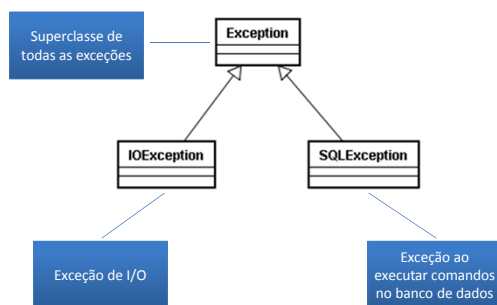 Superclasse de
todas as exceções
Exception
IOException
SQLException
Exceção de I/O
Exceção ao
executar comandos
no banco de dados